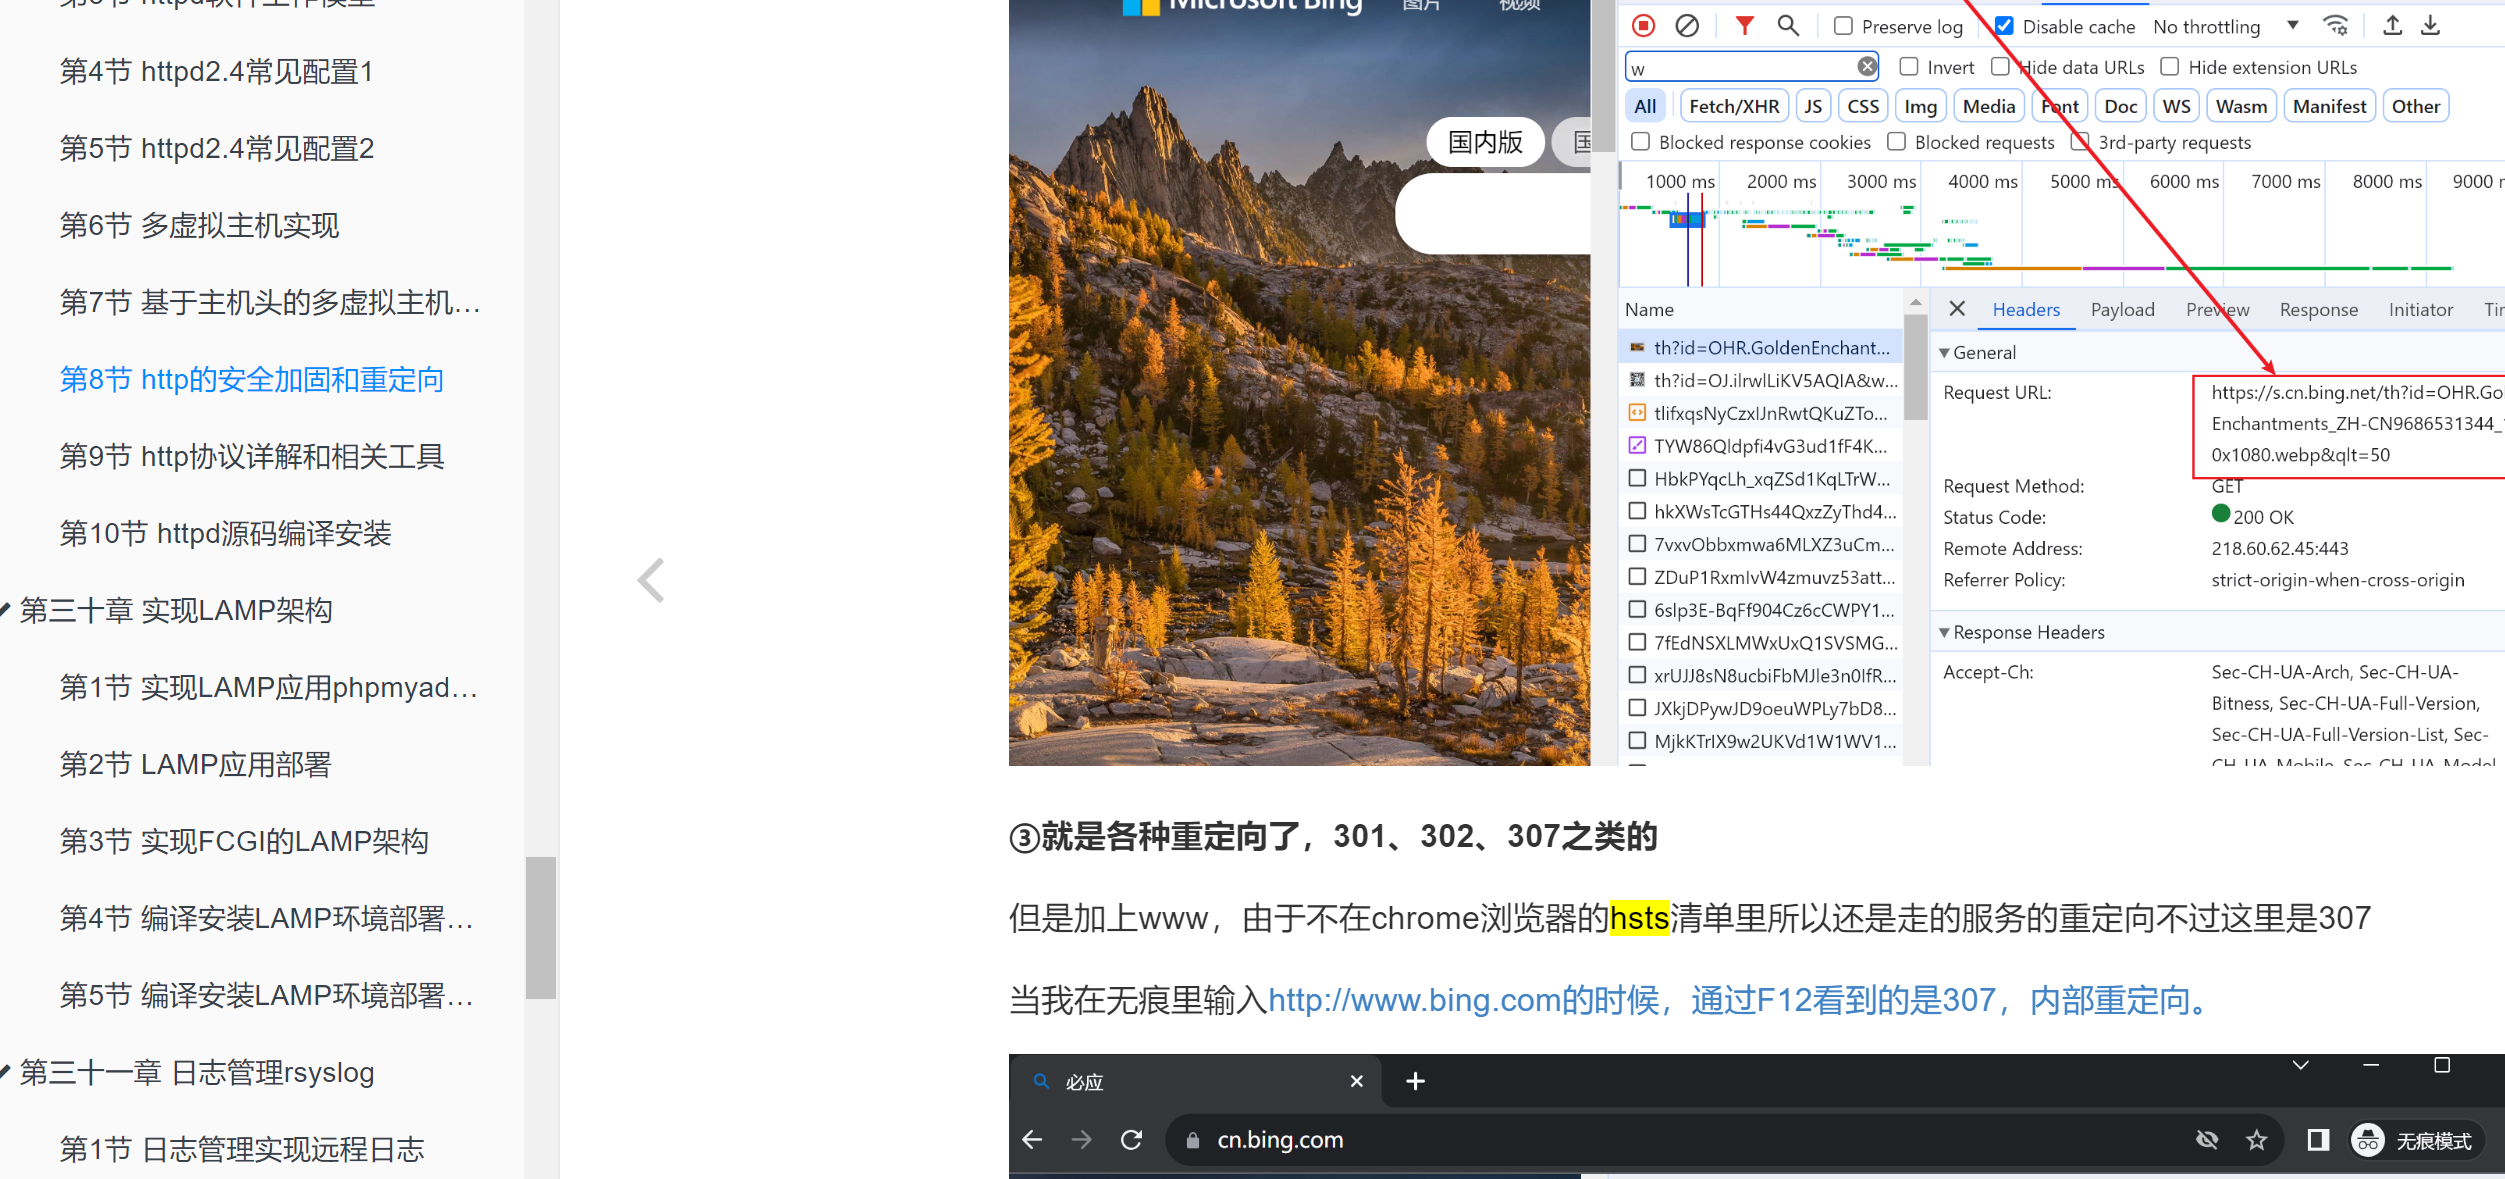 第4节 httpd2.4常见配置1
第5节 httpd2.4常见配置2
第6节 多虚拟主机实现
第7节 基于主机头的多虚拟主机…
第8节 http的安全加固和重定向
第9节 http协议详解和相关工具
第10节 httpd源码编译安装
第三十章 实现LAMP架构
第1节 实现LAMP应用phpmyad…
第2节 LAMP应用部署
第3节 实现FCGI的LAMP架构
第4节 编译安装LAMP环境部署…
第5节 编译安装LAMP环境部署…
第三十一章 日志管理rsyslog
第1节 日志管理实现远程日志
Microsoft Bing 图片 视频
国内版
Preserve log Disable cache No throttling
w Invert Hide data URLs Hide extension URLs
All Fetch/XHR JS CSS Img Media Font Doc WS Wasm Manifest Other
Blocked response cookies Blocked requests 3rd-party requests
1000 ms 2000 ms 3000 ms 4000 ms 5000 ms 6000 ms 7000 ms 8000 ms 9000
Name
th?id=OHR.GoldenEnchant...
th?id=OJ.ilrwlLiKV5AQIA&w...
tlifxqsNyCzxIJnRwtQKuZTo...
TYW86Qldpfi4vG3ud1fF4K...
HbkPYqcLh_xqZSd1KqLTrW...
hkXWsTcGTHs44QxzZyThd4...
7vxvObbxmwa6MLXZ3uCm...
ZDuP1RxmIvW4zmuvz53att...
6slp3E-BqFf904Cz6cCWPY1...
7fEdNSXLMWxUxQ1SVSMG...
xrUJJ8sN8ucbiFbMJle3n0IfR...
JXkjDPywJD9oeuWPLy7bD8...
MjkKTrIX9w2UKVd1W1WV1...
Headers Payload Preview Response Initiator
General
Request URL: https://s.cn.bing.net/th?id=OHR.Gol
Enchantments_ZH-CN9686531344_
0x1080.webp&qlt=50
Request Method: GET
Status Code: 200 OK
Remote Address: 218.60.62.45:443
Referrer Policy: strict-origin-when-cross-origin
Response Headers
Accept-Ch: Sec-CH-UA-Arch, Sec-CH-UA-
Bitness, Sec-CH-UA-Full-Version,
Sec-CH-UA-Full-Version-List, Sec-
CH-UA-Mobile, Sec-CH-UA-Model,
③就是各种重定向了，301、302、307之类的
但是加上www，由于不在chrome浏览器的hsts清单里所以还是走的服务的重定向不过这里是307
当我在无痕里输入http://www.bing.com的时候，通过F12看到的是307，内部重定向。
必应
cn.bing.com 无痕模式